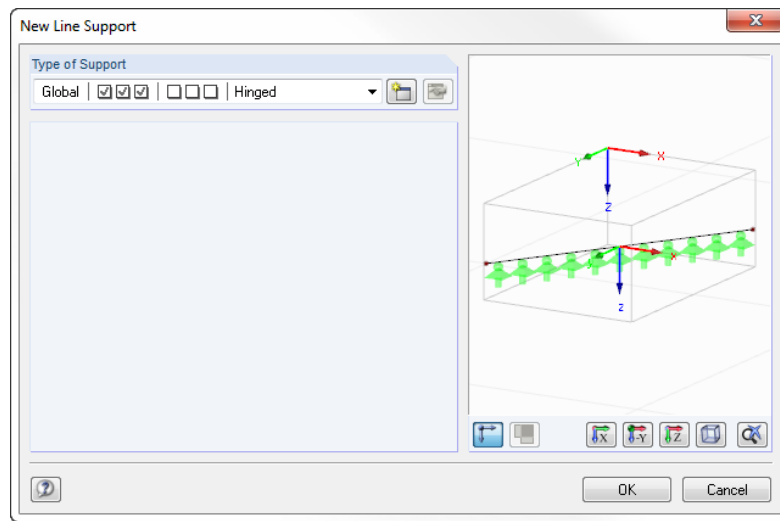 New Line Support
Type of Support
Global Hinged
Y X
Z
x
z
X -Y Z
OK Cancel